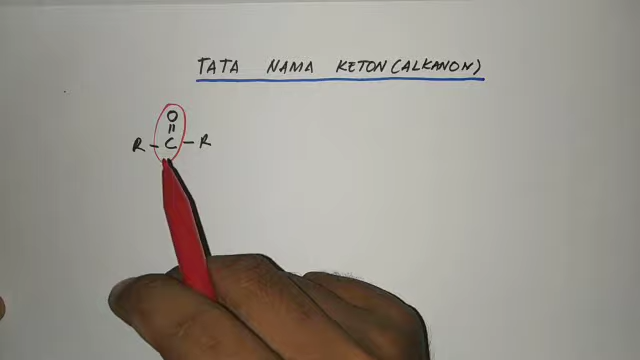 TATA NAMA KETON (ALKANON)
O
||
R - C - R